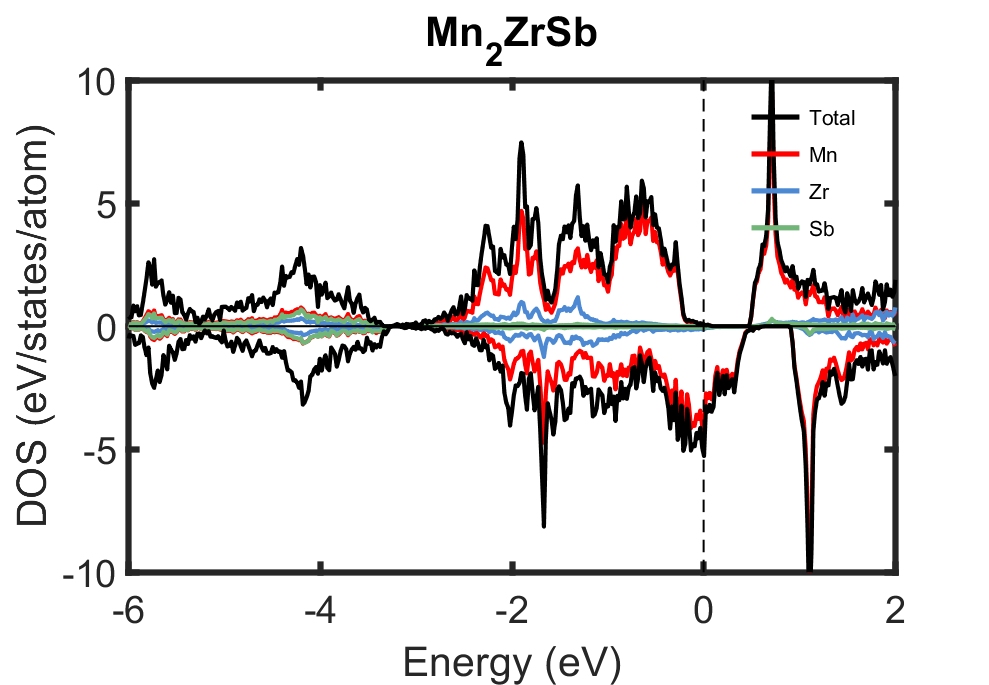 Mn2ZrSb
10
5
0
-5
-10
DOS (eV/states/atom)
Total
Mn
Zr
Sb
-6 -4 -2 0 2
Energy (eV)